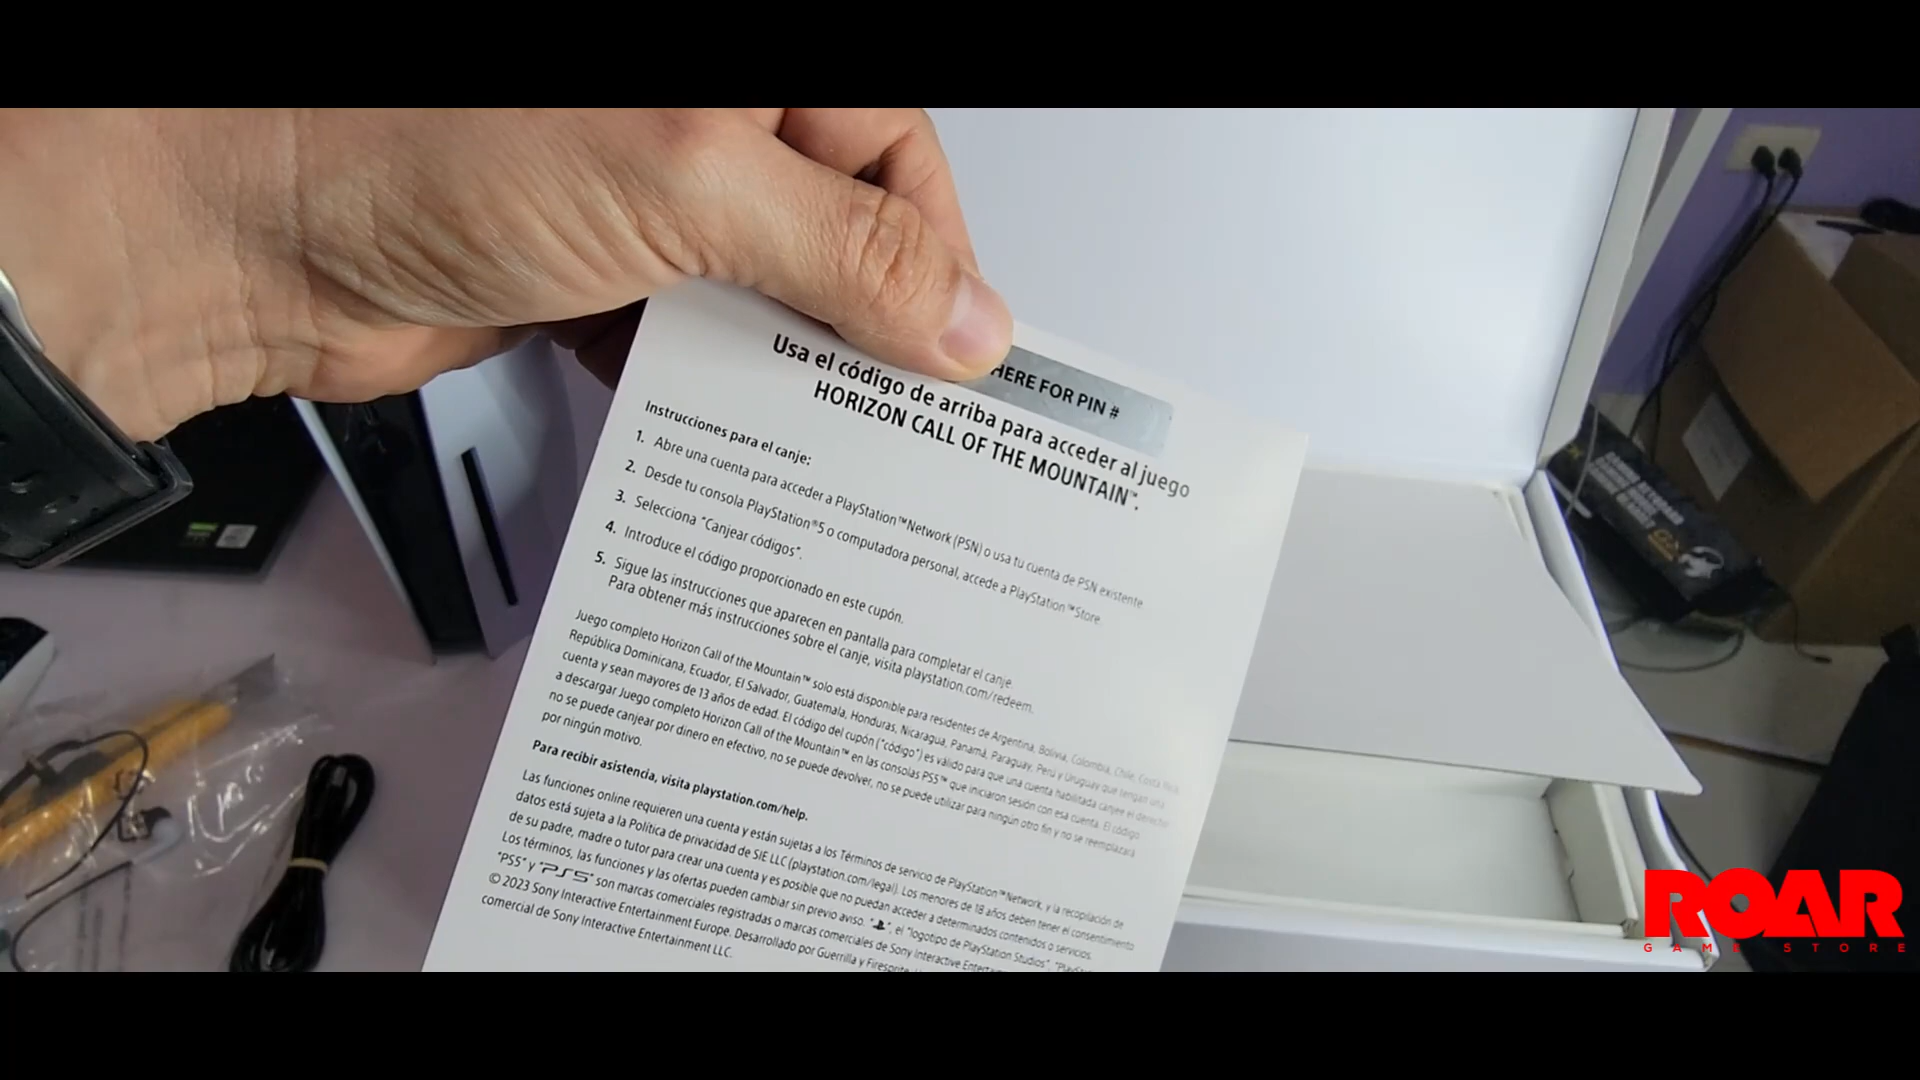 HERE FOR PIN #
Usa el código de arriba para acceder al juego
HORIZON CALL OF THE MOUNTAIN™.
Instrucciones para el canje:
1. Abre una cuenta para acceder a PlayStation™Network (PSN) o usa tu cuenta de PSN existente
2. Desde tu consola PlayStation®5 o computadora personal, accede a PlayStation™Store.
3. Selecciona "Canjear códigos".
4. Introduce el código proporcionado en este cupón.
5. Sigue las instrucciones que aparecen en pantalla para completar el canje.
Para obtener más instrucciones sobre el canje, visita playstation.com/redeem.
Juego completo Horizon Call of the Mountain™ solo está disponible para residentes de Argentina, Bolivia, Colombia, Chile, Costa Rica,
República Dominicana, Ecuador, El Salvador, Guatemala, Honduras, Nicaragua, Panamá, Paraguay, Perú y Uruguay que tengan una
cuenta y sean mayores de 13 años de edad. El código del cupón ("código") es válido para que una cuenta habilitada canjee el derecho
a descargar Juego completo Horizon Call of the Mountain™ en las consolas PS5™ que iniciaron sesión con esa cuenta. El código
no se puede canjear por dinero en efectivo, no se puede devolver, no se puede utilizar para ningún otro fin y no se reemplazará
por ningún motivo.
Para recibir asistencia, visita playstation.com/help.
Las funciones online requieren una cuenta y están sujetas a los Términos de servicio de PlayStation™Network, y la recopilación de
datos está sujeta a la Política de privacidad de SIE LLC (playstation.com/legal). Los menores de 18 años deben tener el consentimiento
de su padre, madre o tutor para crear una cuenta y es posible que no puedan acceder a determinados contenidos o servicios.
Los términos, las funciones y las ofertas pueden cambiar sin previo aviso. " ", el "logotipo de PlayStation Studios",
"PS5" y "PS5" son marcas comerciales registradas o marcas comerciales de Sony Interactive
© 2023 Sony Interactive Entertainment Europe. Desarrollado por Guerrilla y Firesprite.
comercial de Sony Interactive Entertainment LLC.
ROAR
GAME STORE